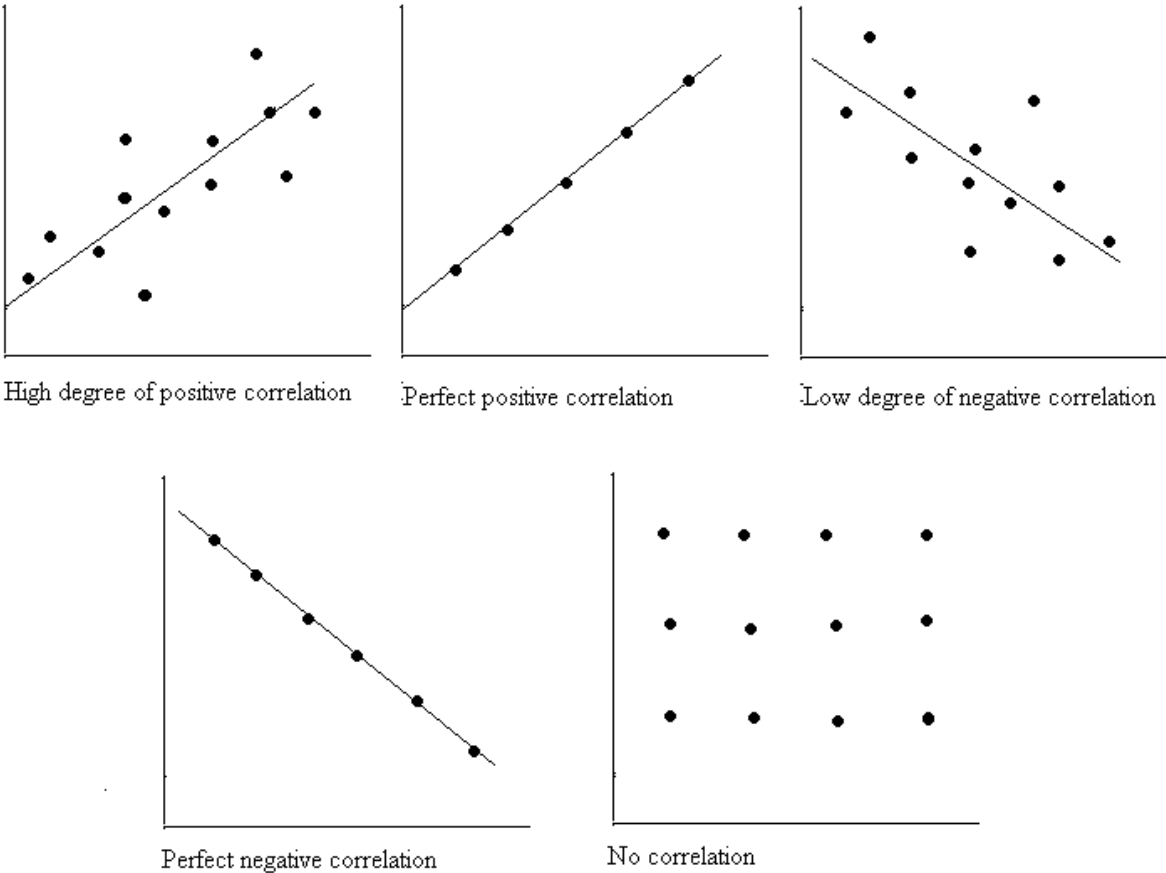 High degree of positive correlation
Perfect positive correlation
Low degree of negative correlation
Perfect negative correlation
No correlation